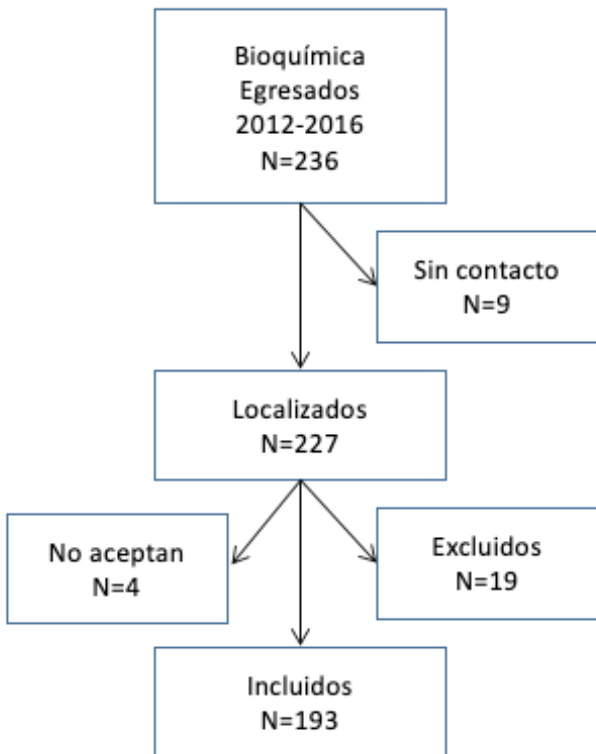 Bioquímica
Egresados
2012-2016
N=236
Sin contacto
N=9
Localizados
N=227
No aceptan
N=4
Excluidos
N=19
Incluidos
N=193